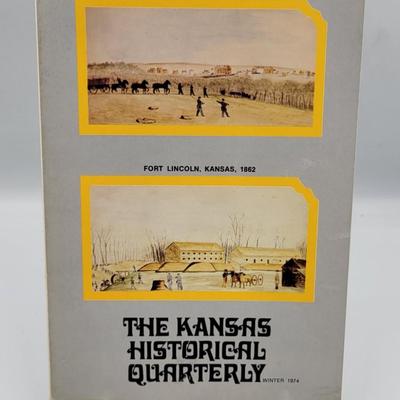 FORT LINCOLN, KANSAS, 1862
THE KANSAS
HISTORICAL
QUARTERLY WINTER 1974